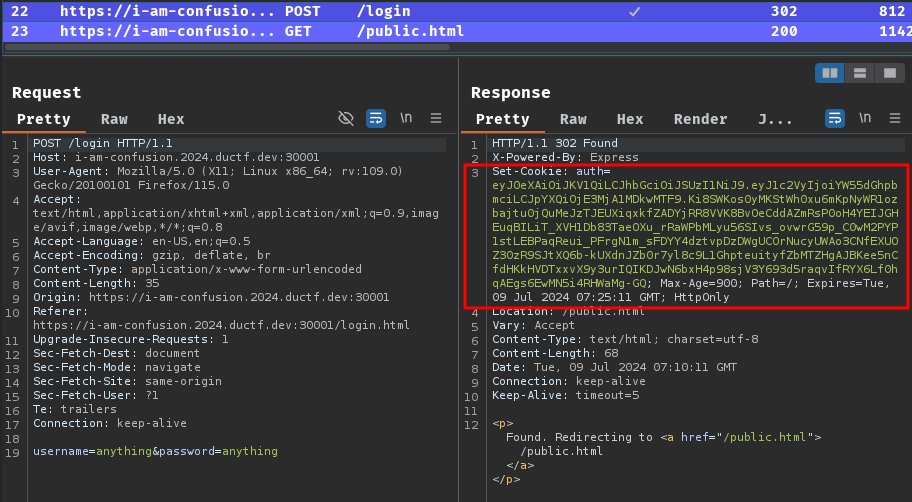 22 https://i-am-confusio... POST /login 302 812
23 https://i-am-confusio... GET /public.html 200 1142
Request
Pretty Raw Hex \n
1 POST /login HTTP/1.1
2 Host: i-am-confusion.2024.ductf.dev:30001
3 User-Agent: Mozilla/5.0 (X11; Linux x86_64; rv:109.0)
Gecko/20100101 Firefox/115.0
4 Accept:
text/html,application/xhtml+xml,application/xml;q=0.9,image/avif,image/webp,*/*;q=0.8
5 Accept-Language: en-US,en;q=0.5
6 Accept-Encoding: gzip, deflate, br
7 Content-Type: application/x-www-form-urlencoded
8 Content-Length: 35
9 Origin: https://i-am-confusion.2024.ductf.dev:30001
10 Referer:
https://i-am-confusion.2024.ductf.dev:30001/login.html
11 Upgrade-Insecure-Requests: 1
12 Sec-Fetch-Dest: document
13 Sec-Fetch-Mode: navigate
14 Sec-Fetch-Site: same-origin
15 Sec-Fetch-User: ?1
16 Te: trailers
17 Connection: keep-alive
18
19 username=anything&password=anything
Response
Pretty Raw Hex Render J... \n
1 HTTP/1.1 302 Found
2 X-Powered-By: Express
3 Set-Cookie: auth=
Max-Age=900; Path=/; Expires=Tue,
09 Jul 2024 07:25:11 GMT; HttpOnly
4 Location: /public.html
5 Vary: Accept
6 Content-Type: text/html; charset=utf-8
7 Content-Length: 68
8 Date: Tue, 09 Jul 2024 07:10:11 GMT
9 Connection: keep-alive
10 Keep-Alive: timeout=5
11
12 <p>
Found. Redirecting to <a href="/public.html">
/public.html
</a>
</p>